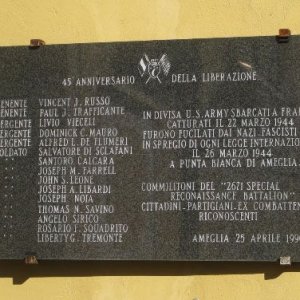 45° ANNIVERSARIO DELLA LIBERAZIONE
TENENTE VINCENT J. RUSSO
TENENTE PAUL J. TRAFFICANTE
SERGENTE LIVIO VIECELI
SERGENTE DOMINICK C. MAURO
SERGENTE ALFRED L. DE FLUMERI
SOLDATO SALVATORE DI SCLAFANI
SANTORO CALCARA
JOSEPH M. FARRELL
JOHN S. LEONE
JOSEPH A. LIBARDI
JOSEPH NOIA
THOMAS N. SAVINO
ANGELO SIRICO
ROSARIO F. SQUADRITO
LIBERTY G. TREMONTE
IN DIVISA U.S. ARMY SBARCATI A FRA
CATTURATI IL 22 MARZO 1944
FURONO FUCILATI DAI NAZI FASCISTI
IN SPREGIO DI OGNI LEGGE INTERNAZIO
IL 26 MARZO 1944
A PUNTA BIANCA DI AMEGLIA
COMMILITONI DEL "2671 SPECIAL
RECONAISSANCE BATTALION"
CITTADINI-PARTIGIANI-EX COMBATTEN
RICONOSCENTI
AMEGLIA 25 APRILE 1990